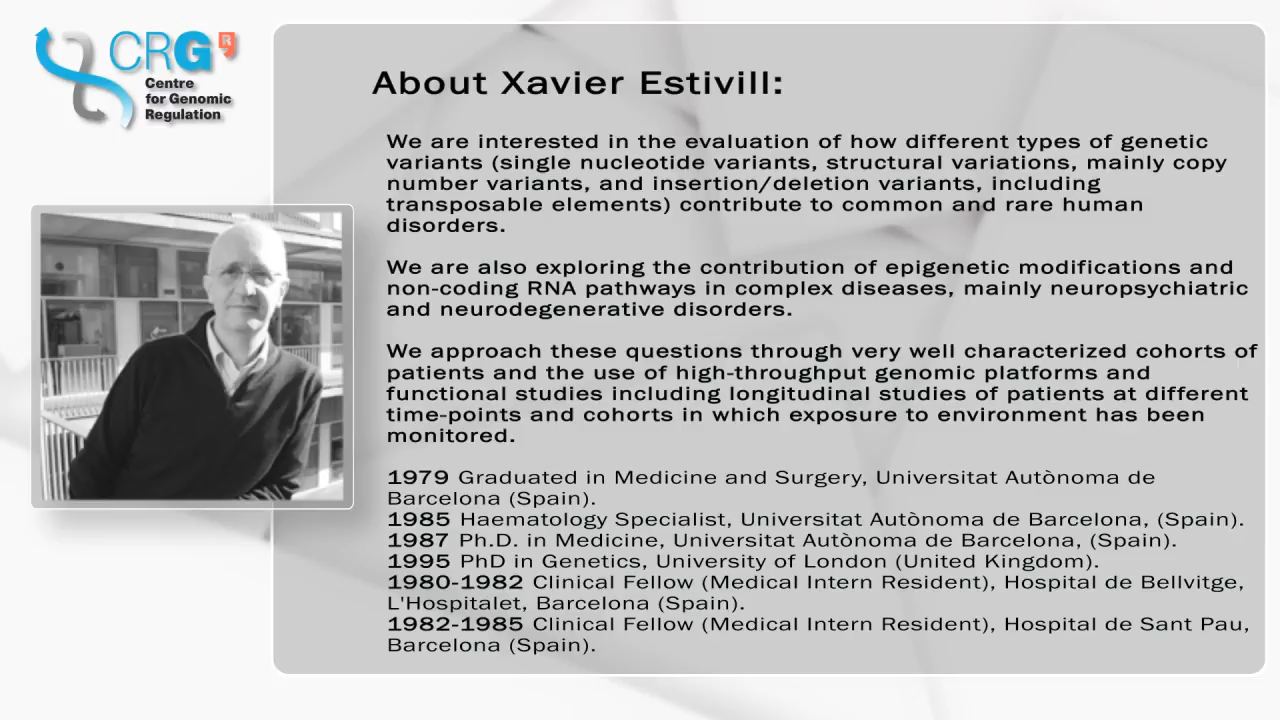 CRG R
Centre
for Genomic
Regulation
About Xavier Estivill:
We are interested in the evaluation of how different types of genetic
variants (single nucleotide variants, structural variations, mainly copy
number variants, and insertion/deletion variants, including
transposable elements) contribute to common and rare human
disorders.
We are also exploring the contribution of epigenetic modifications and
non-coding RNA pathways in complex diseases, mainly neuropsychiatric
and neurodegenerative disorders.
We approach these questions through very well characterized cohorts of
patients and the use of high-throughput genomic platforms and
functional studies including longitudinal studies of patients at different
time-points and cohorts in which exposure to environment has been
monitored.
1979 Graduated in Medicine and Surgery, Universitat Autònoma de
Barcelona (Spain).
1985 Haematology Specialist, Universitat Autònoma de Barcelona, (Spain).
1987 Ph.D. in Medicine, Universitat Autònoma de Barcelona, (Spain).
1995 PhD in Genetics, University of London (United Kingdom).
1980-1982 Clinical Fellow (Medical Intern Resident), Hospital de Bellvitge,
L'Hospitalet, Barcelona (Spain).
1982-1985 Clinical Fellow (Medical Intern Resident), Hospital de Sant Pau,
Barcelona (Spain).